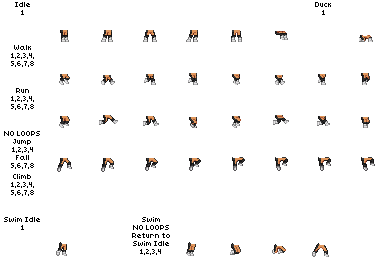 Idle
1
Duck
1
Walk
1,2,3,4,
5,6,7,8
Run
1,2,3,4,
5,6,7,8
NO LOOPS
Jump
1,2,3,4
Fall
5,6,7,8
Climb
1,2,3,4,
5,6,7,8
Swim Idle
1
Swim
NO LOOPS
Return to
Swim Idle
1,2,3,4